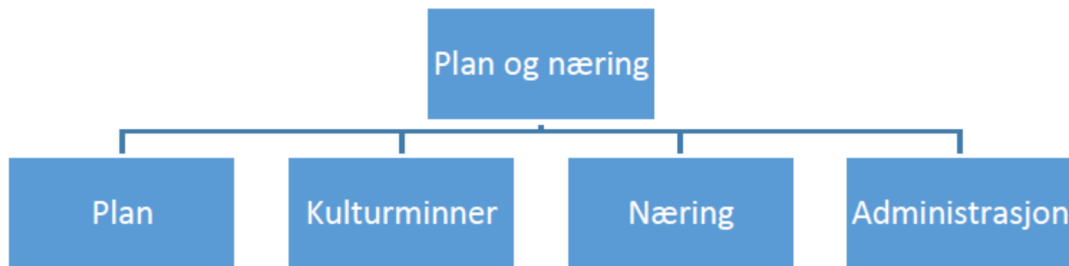 Plan og næring
Plan
Kulturminner
Næring
Administrasjon